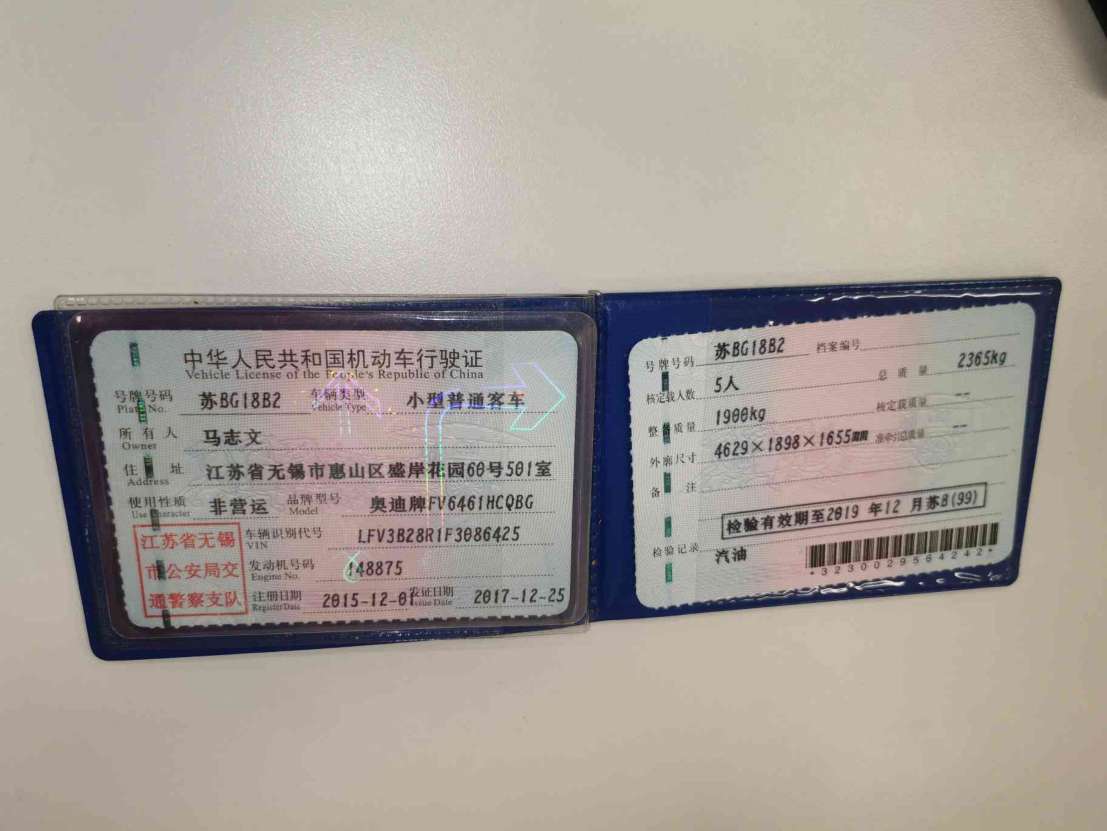 中华人民共和国机动车行驶证
Vehicle License of the People's Republic of China
号牌号码 苏BG18B2 车辆类型 小型普通客车
Plate No. Vehicle Type
所有人 马志文
Owner
住址 江苏省无锡市惠山区盛岸花园60号501室
Address
使用性质 非营运 品牌型号 奥迪牌FV6461HCQBG
Use Character Model
江苏省无锡
市公安局交
通警察支队
车辆识别代号 LFV3B28R1F3086425
VIN
发动机号码 148875
Engine No.
注册日期 2015-12-01 发证日期 2017-12-25
Register Date Issue Date
号牌号码 苏BG18B2 档案编号
核定载人数 5人 总质量 2365kg
整备质量 1900kg 核定载质量 --
外廓尺寸 4629×1898×1655mm 准牵引总质量 --
备注
检验有效期至2019年12月苏B(99)
检验记录 汽油
*3230029564242*